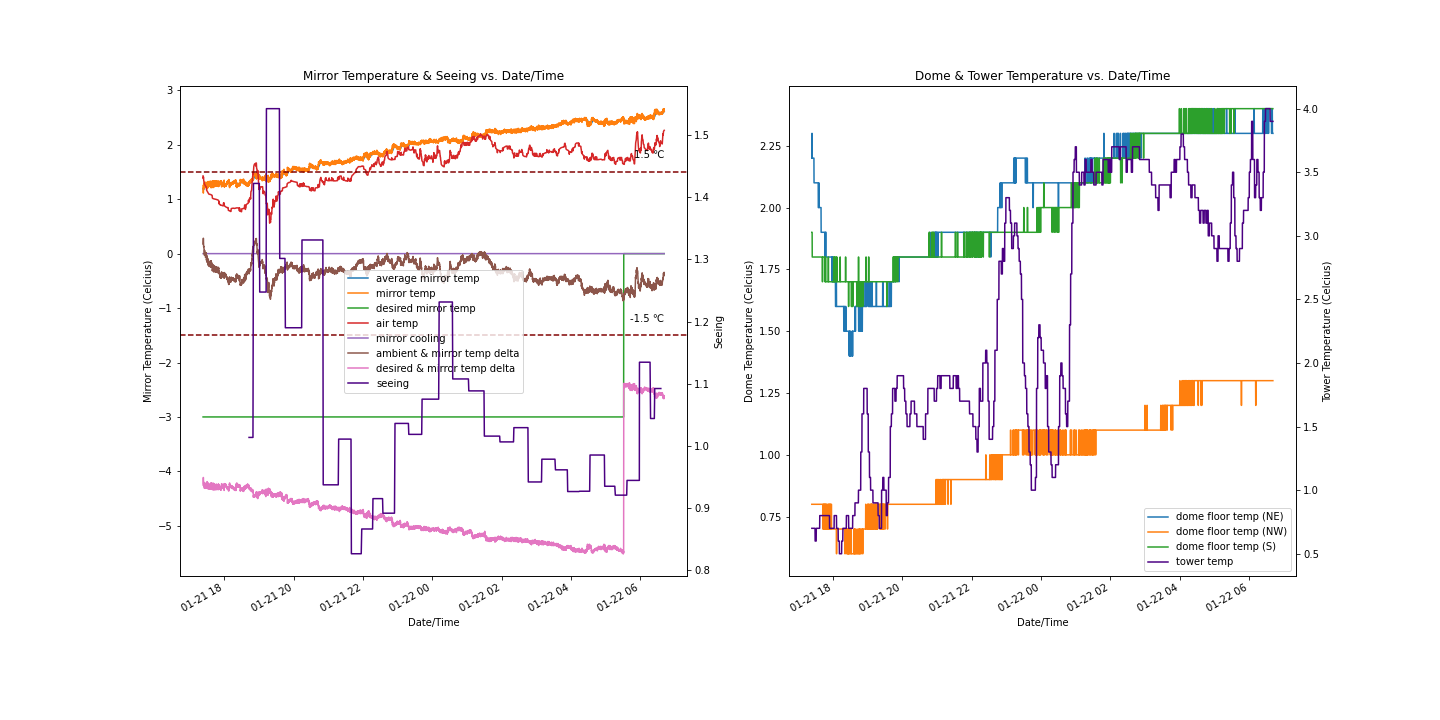 Mirror Temperature & Seeing vs. Date/Time
Mirror Temperature (Celcius)
3
2
1
0
−1
−2
−3
−4
−5
1.5 °C
-1.5 °C
average mirror temp
mirror temp
desired mirror temp
air temp
mirror cooling
ambient & mirror temp delta
desired & mirror temp delta
seeing
1.5
1.4
1.3
1.2
1.1
1.0
0.9
0.8
Seeing
01-21 18
01-21 20
01-21 22
01-22 00
01-22 02
01-22 04
01-22 06
Date/Time
Dome & Tower Temperature vs. Date/Time
Dome Temperature (Celcius)
2.25
2.00
1.75
1.50
1.25
1.00
0.75
dome floor temp (NE)
dome floor temp (NW)
dome floor temp (S)
tower temp
4.0
3.5
3.0
2.5
2.0
1.5
1.0
0.5
Tower Temperature (Celcius)
01-21 18
01-21 20
01-21 22
01-22 00
01-22 02
01-22 04
01-22 06
Date/Time